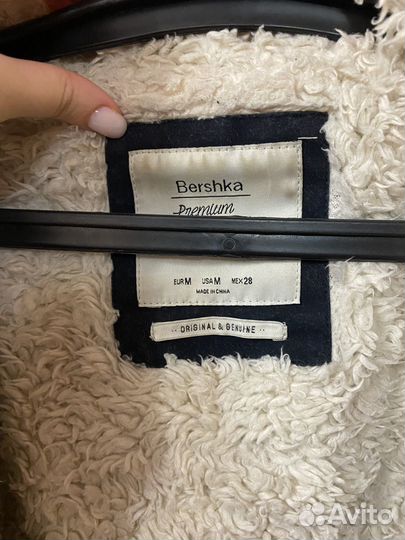 Bershka
Premium
EUR M USA M MEX 28
MADE IN CHINA
·· ORIGINAL & GENUINE ··
Avito